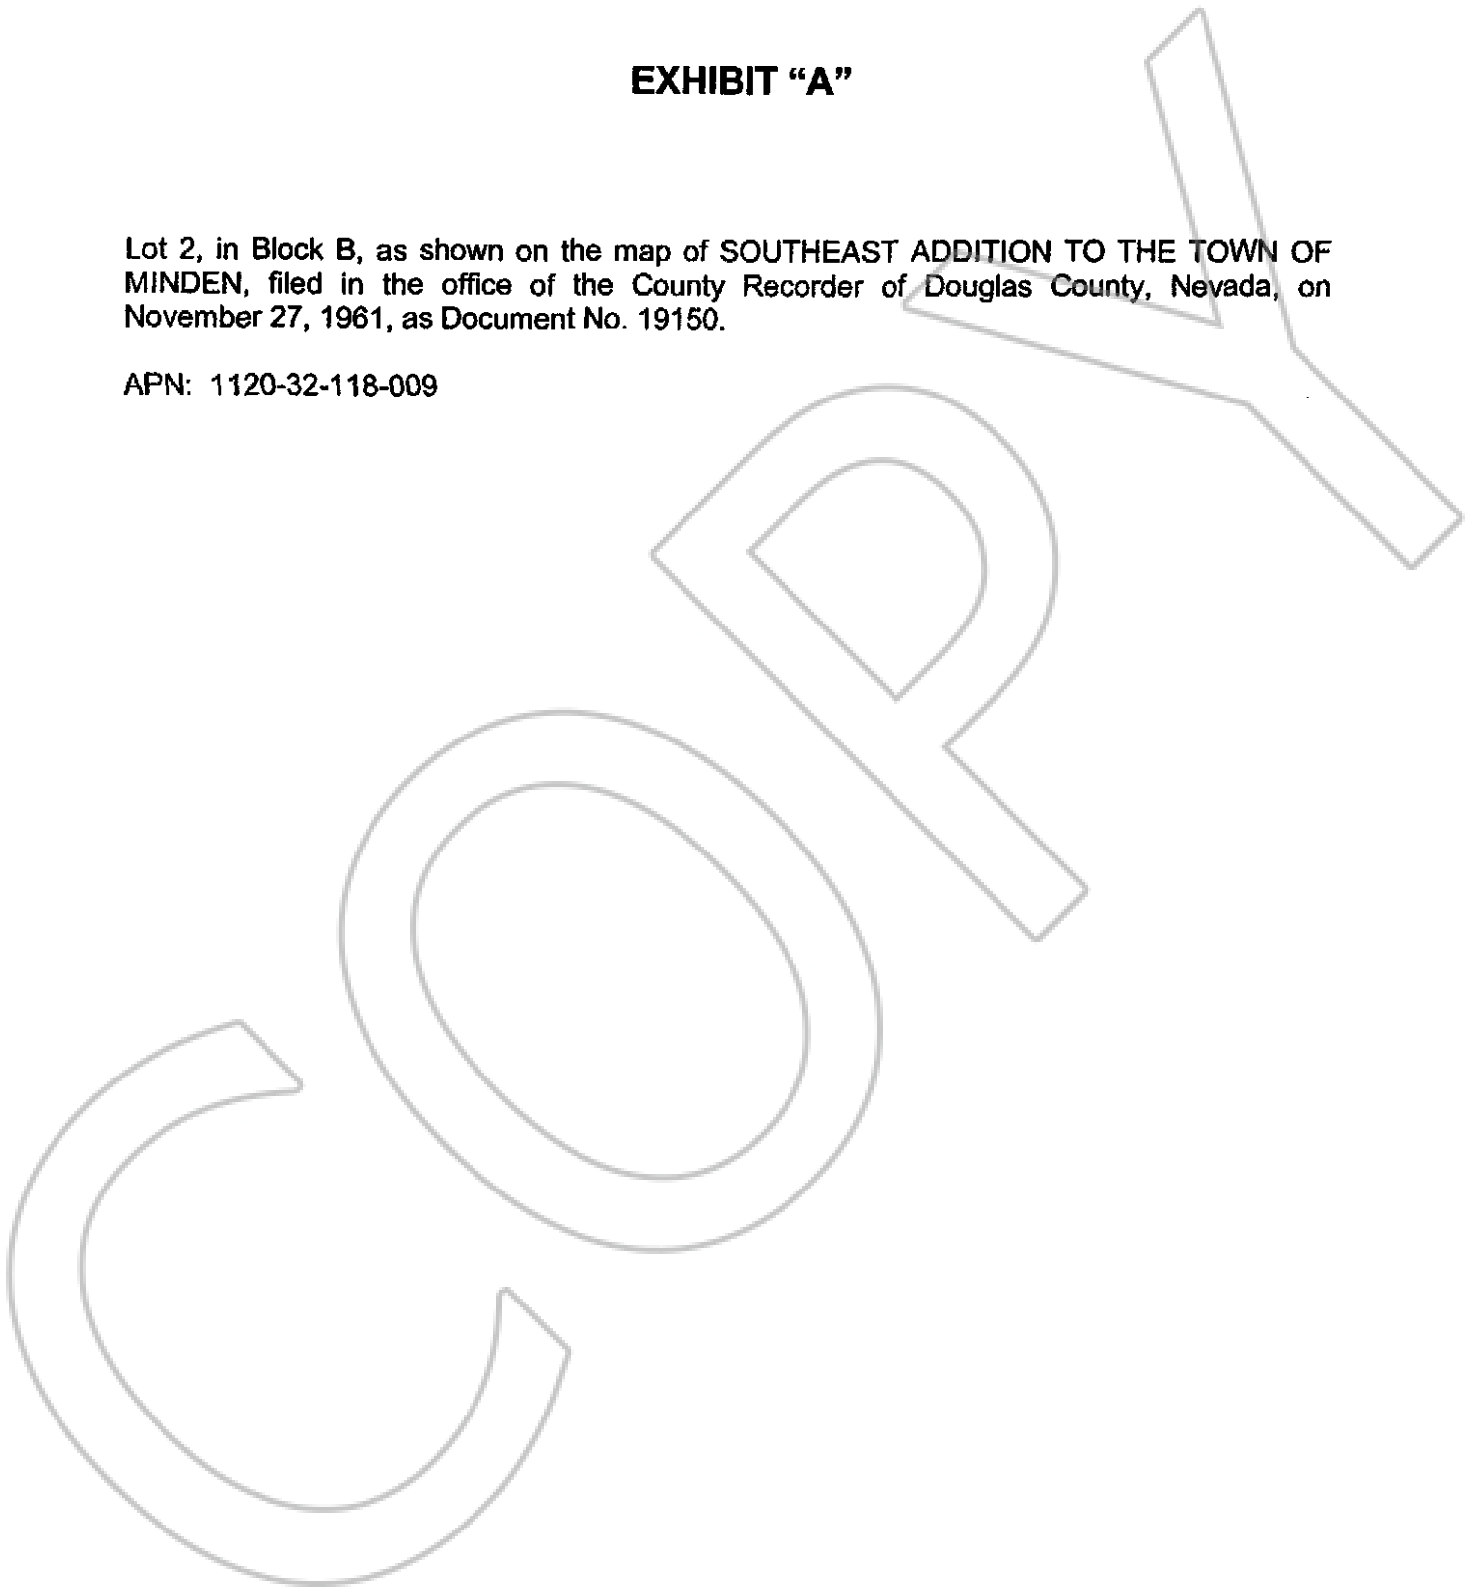 EXHIBIT “A”
Lot 2, in Block B, as shown on the map of SOUTHEAST ADDITION TO THE TOWN OF
MINDEN, filed in the office of the County Recorder of Douglas County, Nevada, on
November 27, 1961, as Document No. 19150.
APN: 1120-32-118-009
COPY